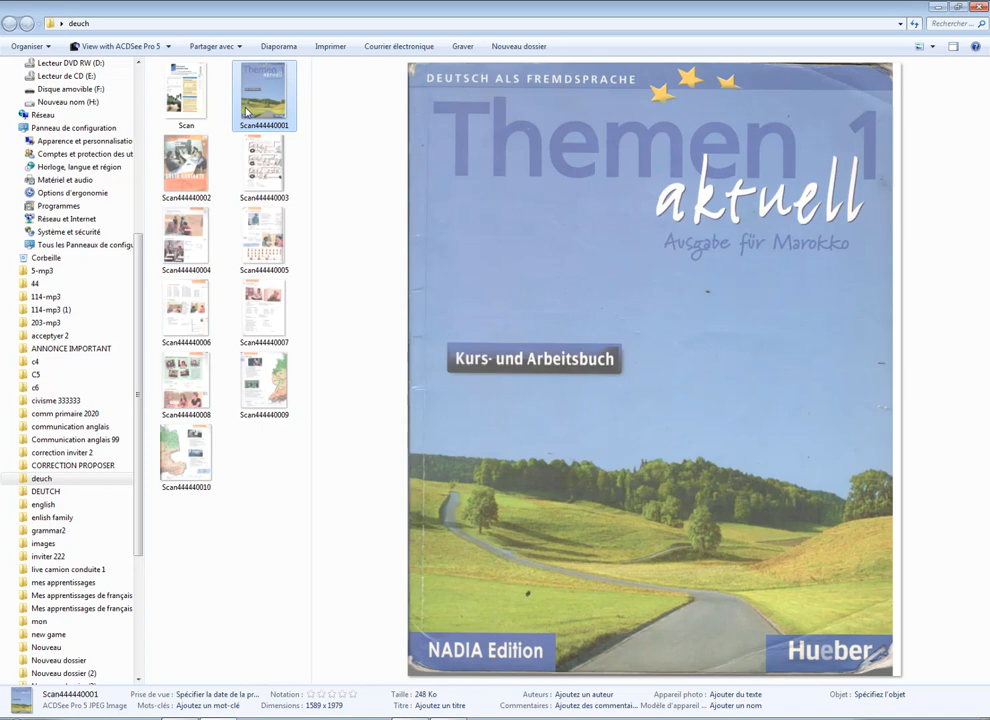 deuch
Rechercher ...
Organiser
View with ACDSee Pro 5
Partager avec
Diaporama
Imprimer
Courrier électronique
Graver
Nouveau dossier
Lecteur DVD RW (D:)
Lecteur de CD (E:)
Disque amovible (F:)
Nouveau nom (H:)
Réseau
Panneau de configuration
Apparence et personnalisatio
Comptes et protection des ut
Horloge, langue et région
Matériel et audio
Options d'ergonomie
Programmes
Réseau et Internet
Système et sécurité
Tous les Panneaux de configu
Corbeille
5-mp3
44
114-mp3
114-mp3 (1)
203-mp3
acceptyer 2
ANNONCE IMPORTANT
c4
C5
c6
civisme 333333
comm primaire 2020
communication anglais
Communication anglais 99
correction inviter 2
CORRECTION PROPOSER
deuch
DEUTCH
english
enlish family
grammar2
images
inviter 222
live camion conduite 1
mes apprentissages
Mes apprentissages de français
Mes apprentissages de français
mon
new game
Nouveau
Nouveau dossier
Nouveau dossier (2)
Scan
Scan444440001
Scan444440002
Scan444440003
Scan444440004
Scan444440005
Scan444440006
Scan444440007
Scan444440008
Scan444440009
Scan444440010
DEUTSCH ALS FREMDSPRACHE
Themen 1
aktuell
Ausgabe für Marokko
Kurs- und Arbeitsbuch
NADIA Edition
Hueber
Scan444440001
ACDSee Pro 5 JPEG Image
Prise de vue : Spécifier la date de la pr...
Mots-clés : Ajoutez un mot-clé
Notation :
Dimensions : 1589 x 1979
Taille : 248 Ko
Titre : Ajoutez un titre
Auteurs : Ajoutez un auteur
Commentaires : Ajoutez des commentai...
Appareil photo : Ajouter du texte
Modèle d'appareil ... Ajouter un nom
Objet : Spécifiez l'objet